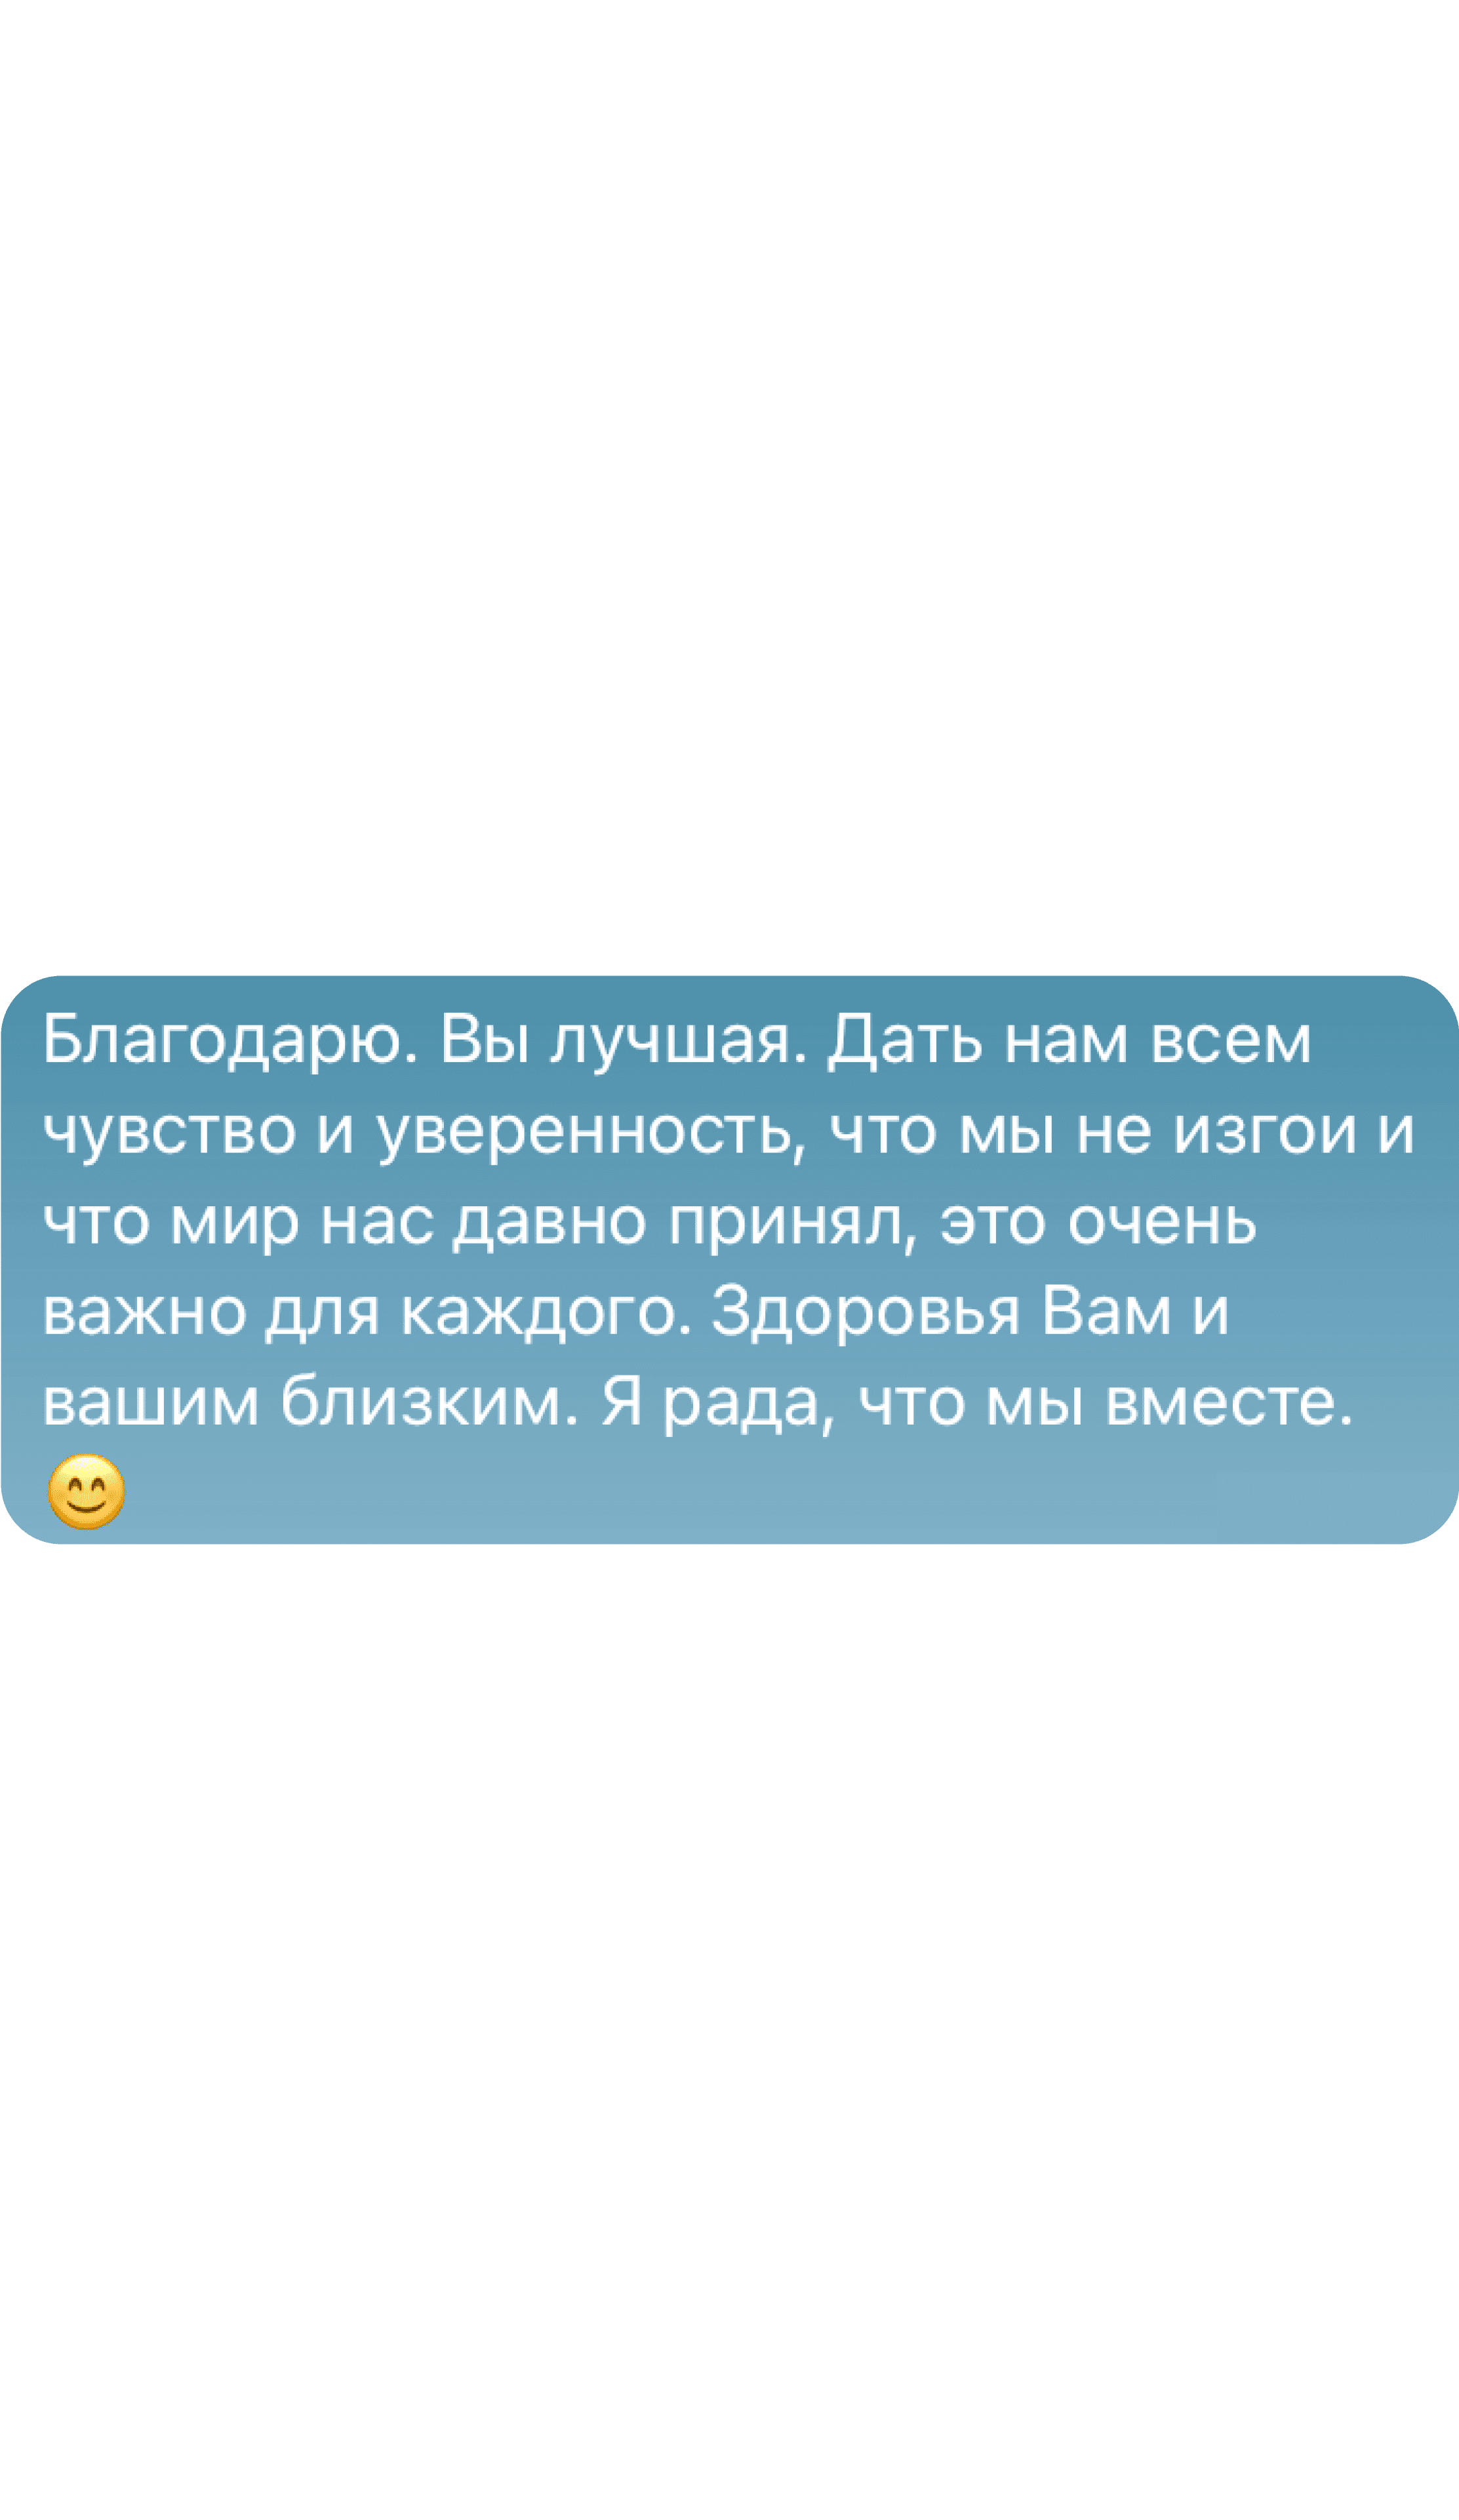 Благодарю. Вы лучшая. Дать нам всем
чувство и уверенность, что мы не изгои и
что мир нас давно принял, это очень
важно для каждого. Здоровья Вам и
вашим близким. Я рада, что мы вместе.
😊